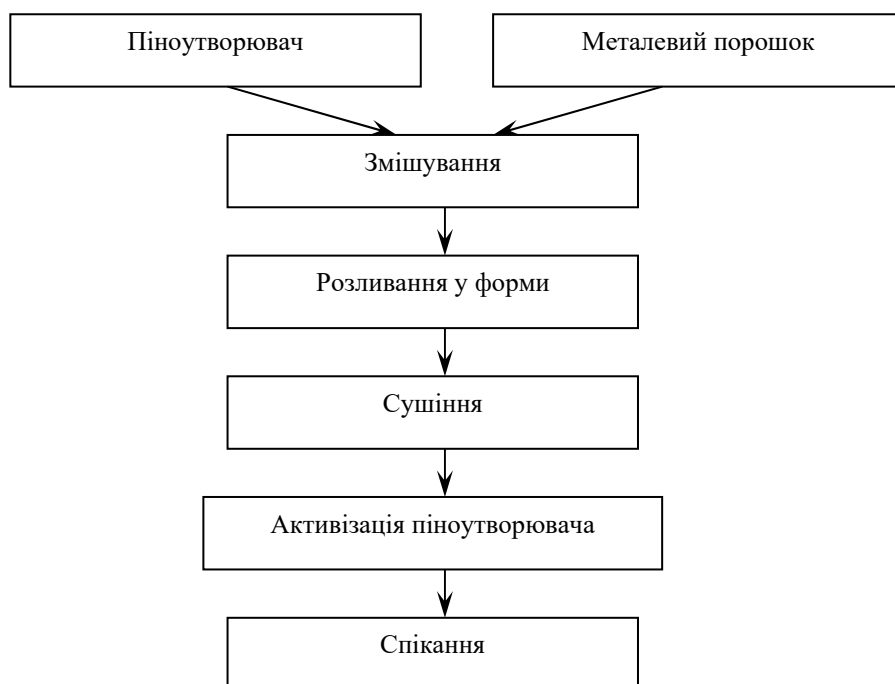 Піноутворювач
Металевий порошок
Змішування
Розливання у форми
Сушіння
Активізація піноутворювача
Спікання